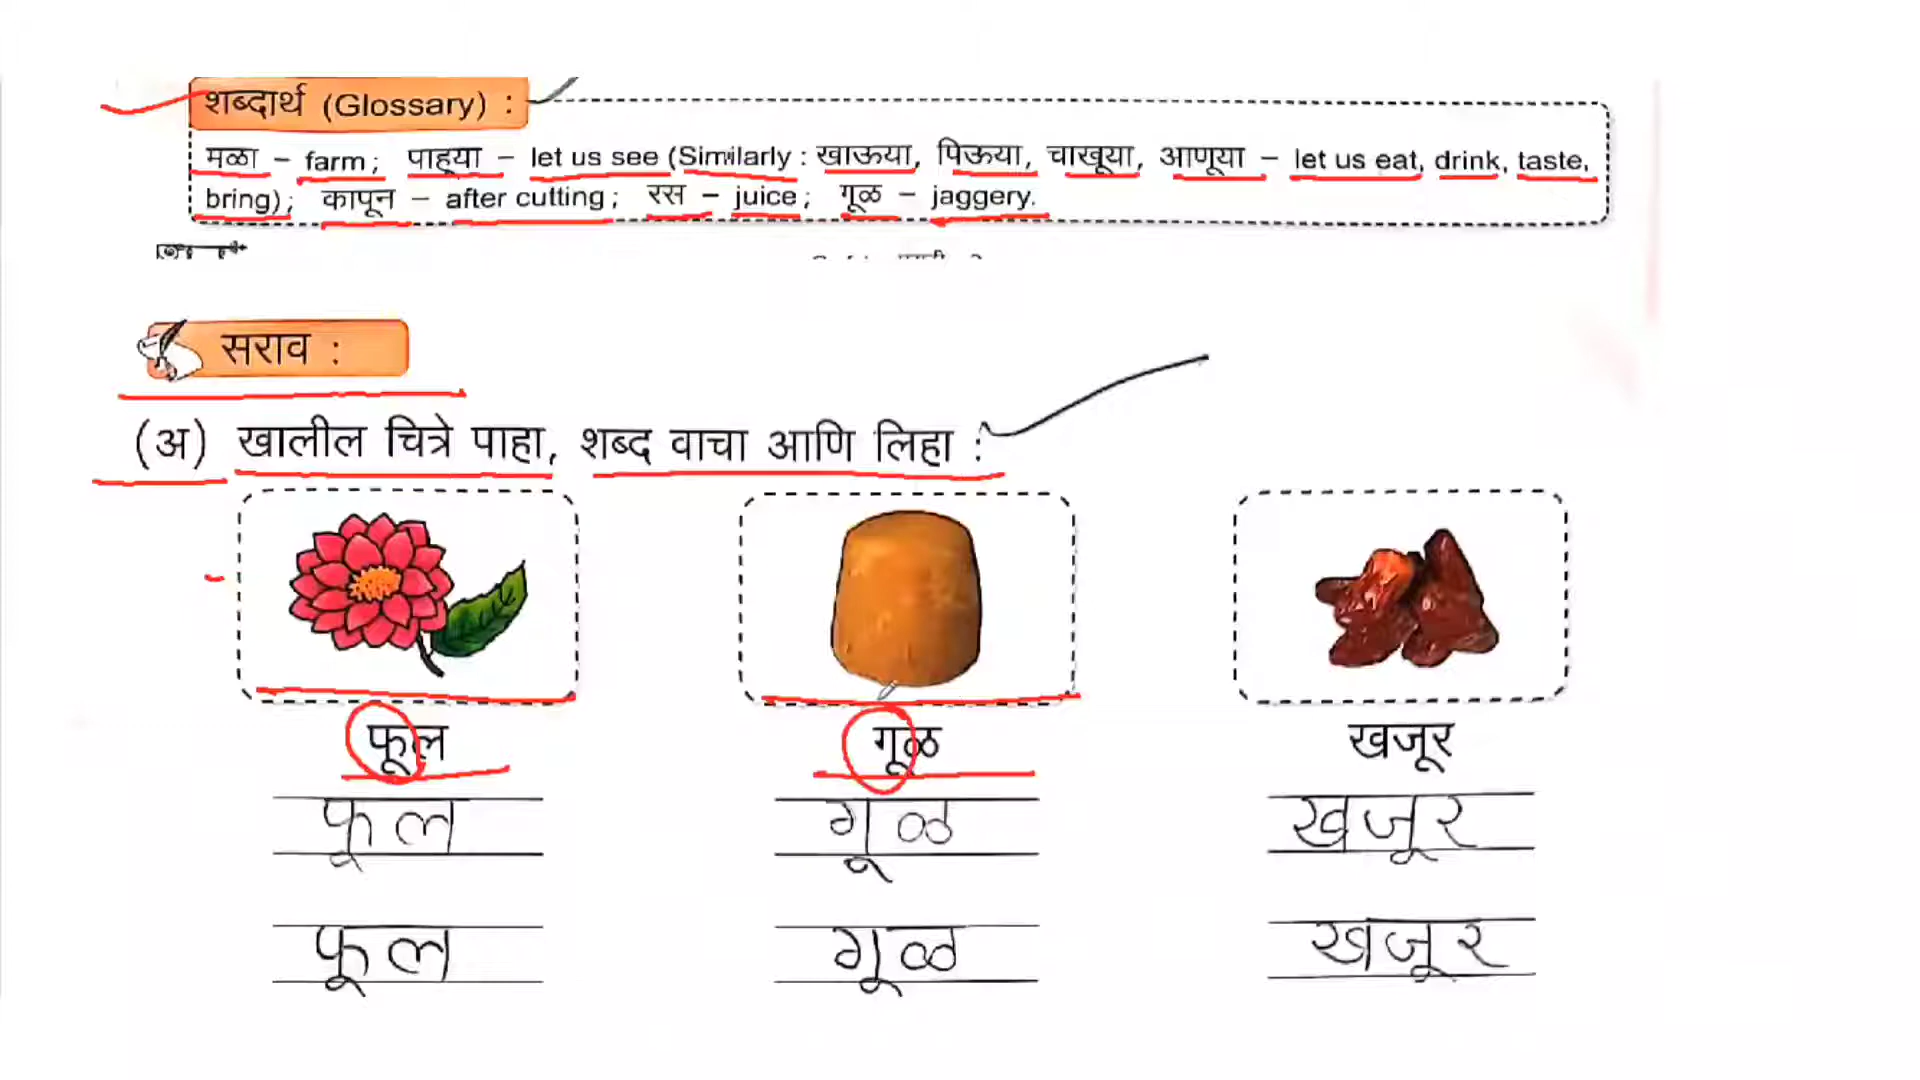 शब्दार्थ (Glossary) :
मळा – farm; पाहूया – let us see (Similarly : खाऊया, पिऊया, चाखूया, आणूया – let us eat, drink, taste,
bring); कापून – after cutting; रस – juice; गूळ – jaggery.
सराव :
(अ) खालील चित्रे पाहा, शब्द वाचा आणि लिहा :
फूल गूळ खजूर
फूल गूळ खजूर
फूल गूळ खजूर